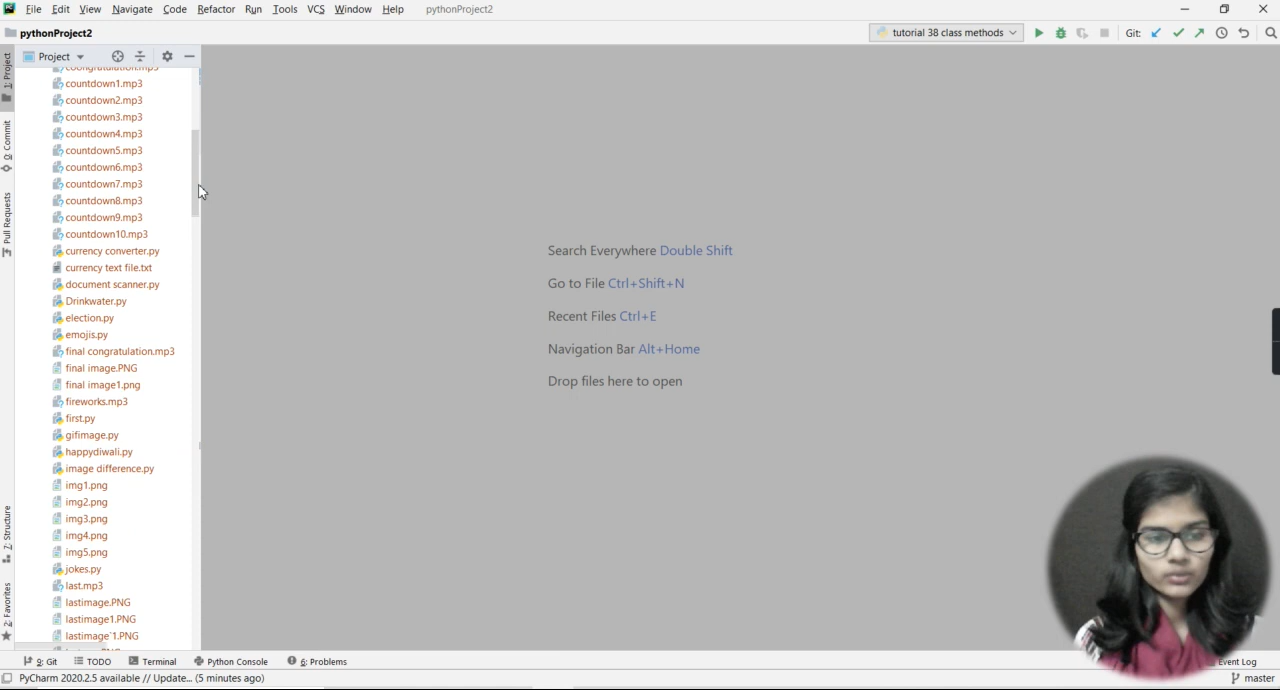 File Edit View Navigate Code Refactor Run Tools VCS Window Help pythonProject2
pythonProject2
tutorial 38 class methods
Git:
Project
1: Project
Commit
Pull Requests
7: Structure
2: Favorites
countdown1.mp3
countdown2.mp3
countdown3.mp3
countdown4.mp3
countdown5.mp3
countdown6.mp3
countdown7.mp3
countdown8.mp3
countdown9.mp3
countdown10.mp3
currency converter.py
currency text file.txt
document scanner.py
Drinkwater.py
election.py
emojis.py
final congratulation.mp3
final image.PNG
final image1.png
fireworks.mp3
first.py
gifimage.py
happydiwali.py
image difference.py
img1.png
img2.png
img3.png
img4.png
img5.png
jokes.py
last.mp3
lastimage.PNG
lastimage1.PNG
lastimage`1.PNG
Search Everywhere Double Shift
Go to File Ctrl+Shift+N
Recent Files Ctrl+E
Navigation Bar Alt+Home
Drop files here to open
9: Git TODO Terminal Python Console 6: Problems Event Log
PyCharm 2020.2.5 available // Update... (5 minutes ago) master